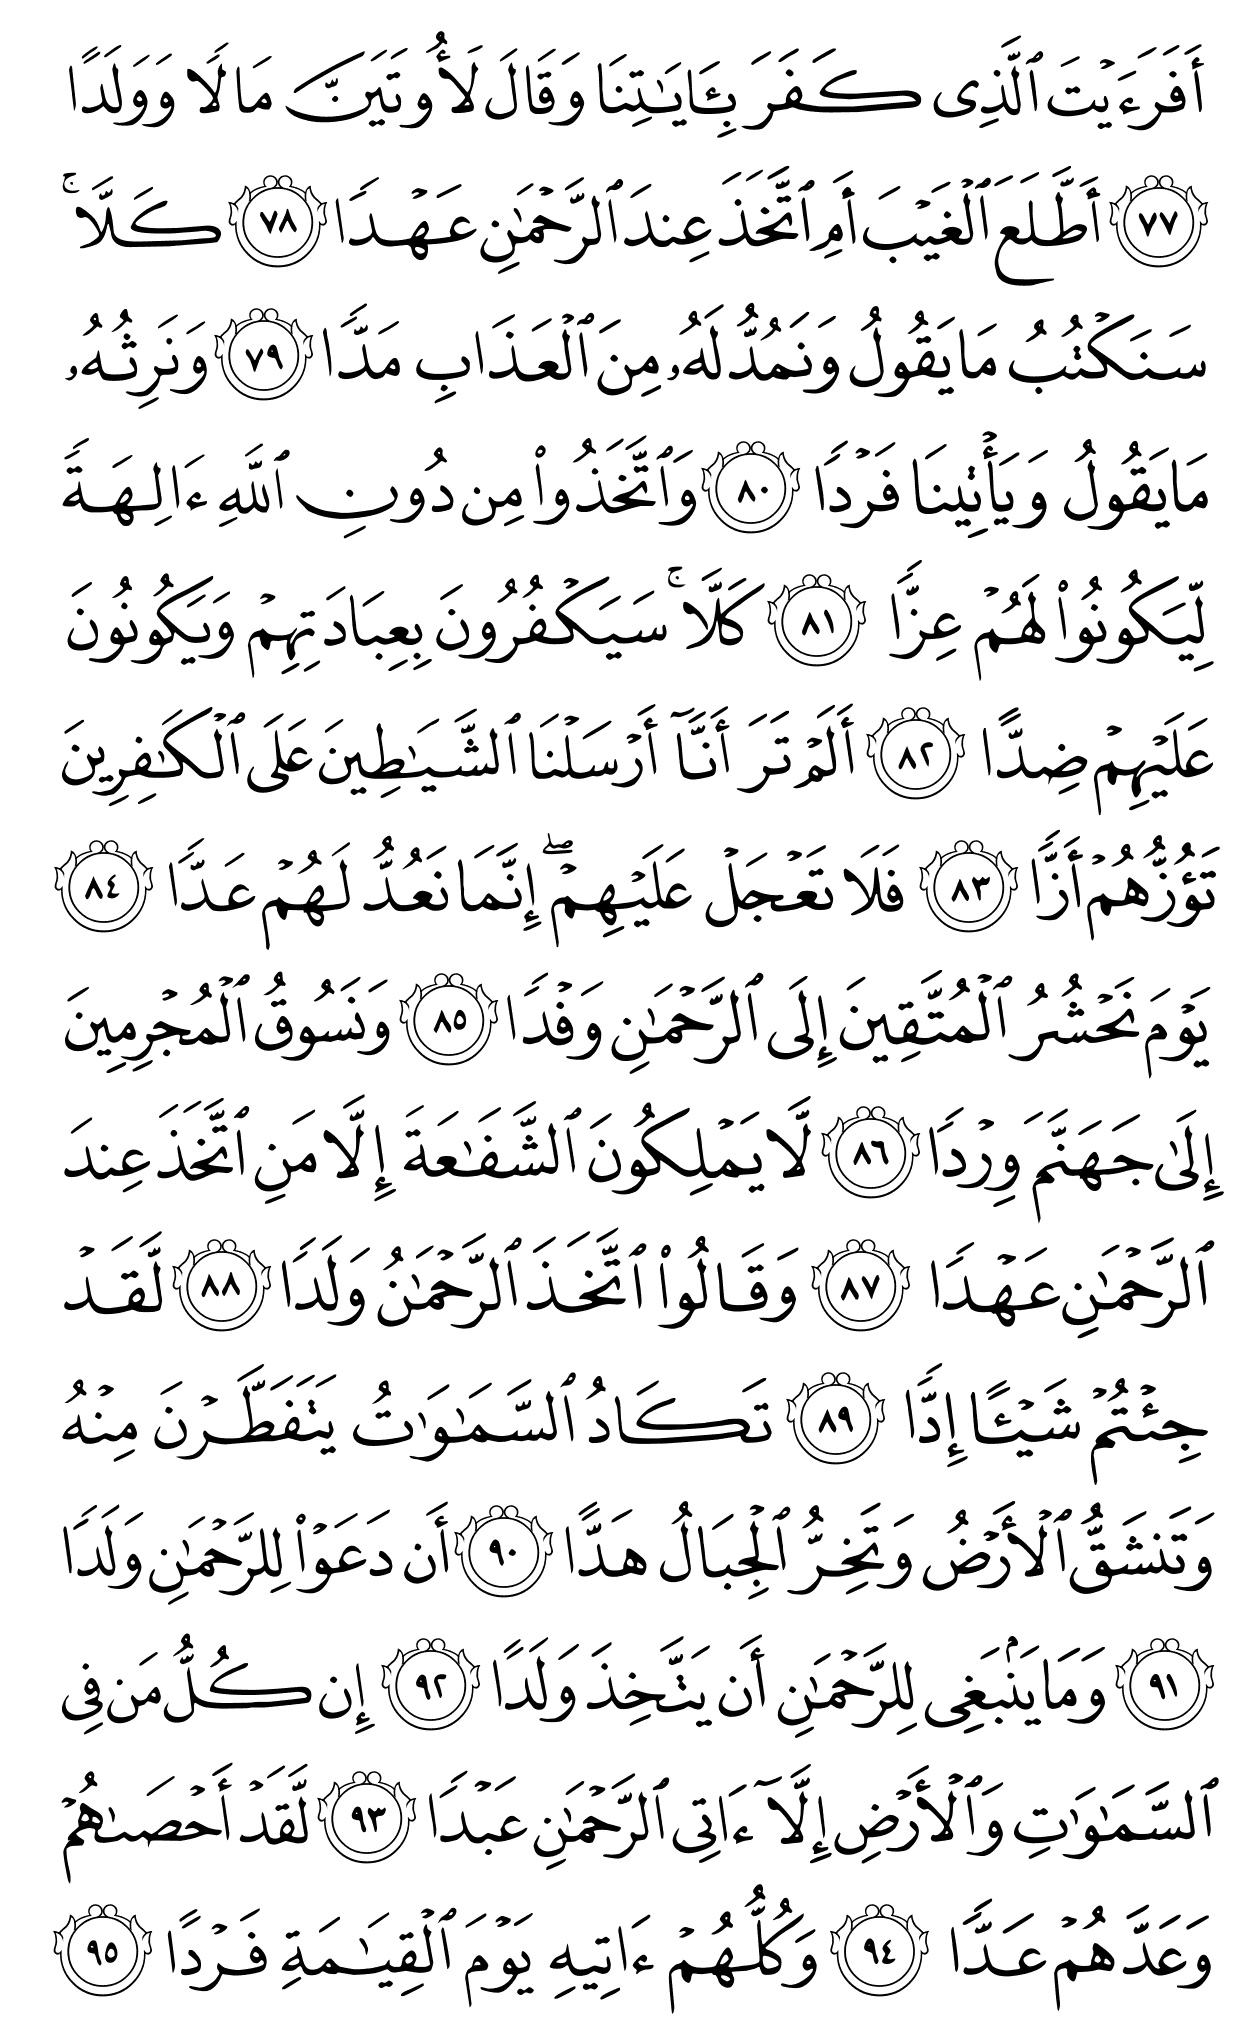 أَفَرَءَيْتَ ٱلَّذِى كَفَرَ بِـَٔايَـٰتِنَا وَقَالَ لَأُوتَيَنَّ مَالًا وَوَلَدًا
٧٧ أَطَّلَعَ ٱلْغَيْبَ أَمِ ٱتَّخَذَ عِندَ ٱلرَّحْمَـٰنِ عَهْدًا ٧٨ كَلَّا ۚ
سَنَكْتُبُ مَا يَقُولُ وَنَمُدُّ لَهُۥ مِنَ ٱلْعَذَابِ مَدًّا ٧٩ وَنَرِثُهُۥ
مَا يَقُولُ وَيَأْتِينَا فَرْدًا ٨٠ وَٱتَّخَذُوا۟ مِن دُونِ ٱللَّهِ ءَالِهَةً
لِّيَكُونُوا۟ لَهُمْ عِزًّا ٨١ كَلَّا ۚ سَيَكْفُرُونَ بِعِبَادَتِهِمْ وَيَكُونُونَ
عَلَيْهِمْ ضِدًّا ٨٢ أَلَمْ تَرَ أَنَّآ أَرْسَلْنَا ٱلشَّيَـٰطِينَ عَلَى ٱلْكَـٰفِرِينَ
تَؤُزُّهُمْ أَزًّا ٨٣ فَلَا تَعْجَلْ عَلَيْهِمْ ۖ إِنَّمَا نَعُدُّ لَهُمْ عَدًّا ٨٤
يَوْمَ نَحْشُرُ ٱلْمُتَّقِينَ إِلَى ٱلرَّحْمَـٰنِ وَفْدًا ٨٥ وَنَسُوقُ ٱلْمُجْرِمِينَ
إِلَىٰ جَهَنَّمَ وِرْدًا ٨٦ لَّا يَمْلِكُونَ ٱلشَّفَـٰعَةَ إِلَّا مَنِ ٱتَّخَذَ عِندَ
ٱلرَّحْمَـٰنِ عَهْدًا ٨٧ وَقَالُوا۟ ٱتَّخَذَ ٱلرَّحْمَـٰنُ وَلَدًا ٨٨ لَّقَدْ
جِئْتُمْ شَيْـًٔا إِدًّا ٨٩ تَكَادُ ٱلسَّمَـٰوَٰتُ يَتَفَطَّرْنَ مِنْهُ
وَتَنشَقُّ ٱلْأَرْضُ وَتَخِرُّ ٱلْجِبَالُ هَدًّا ٩٠ أَن دَعَوْا۟ لِلرَّحْمَـٰنِ وَلَدًا
٩١ وَمَا يَنۢبَغِى لِلرَّحْمَـٰنِ أَن يَتَّخِذَ وَلَدًا ٩٢ إِن كُلُّ مَن فِى
ٱلسَّمَـٰوَٰتِ وَٱلْأَرْضِ إِلَّآ ءَاتِى ٱلرَّحْمَـٰنِ عَبْدًا ٩٣ لَّقَدْ أَحْصَىٰهُمْ
وَعَدَّهُمْ عَدًّا ٩٤ وَكُلُّهُمْ ءَاتِيهِ يَوْمَ ٱلْقِيَـٰمَةِ فَرْدًا ٩٥